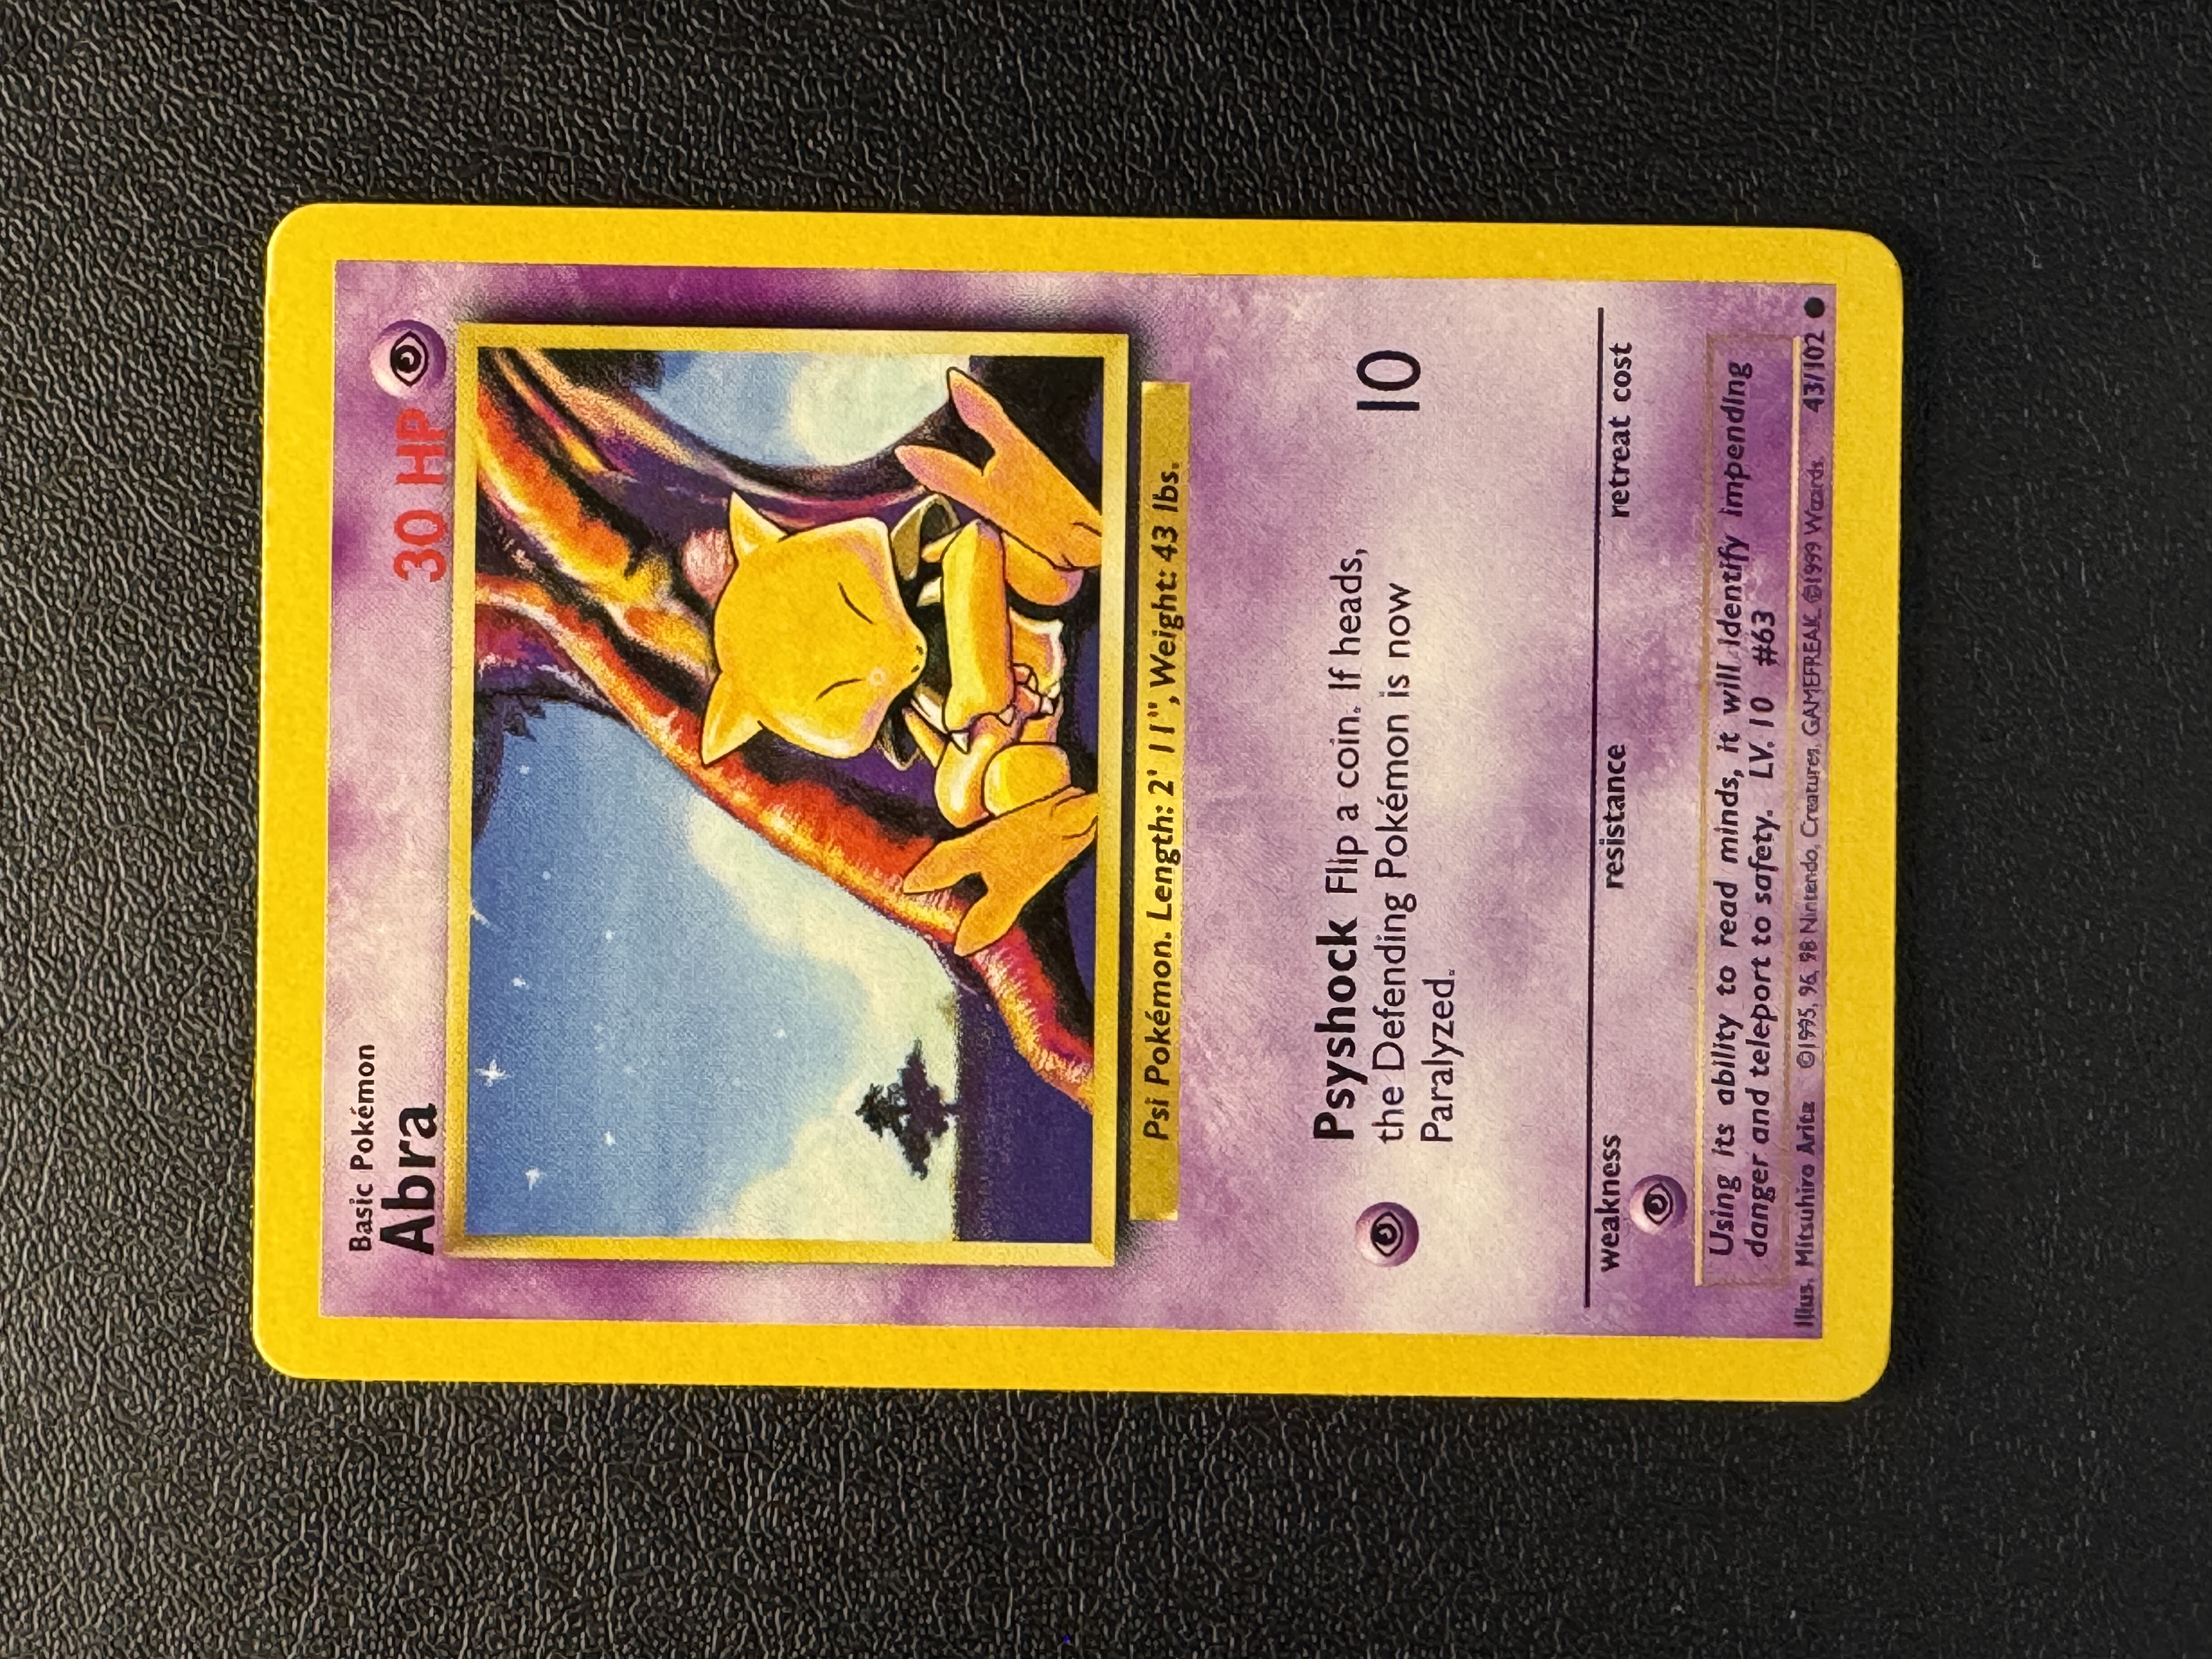 Basic Pokémon
Abra
30 HP
Psi Pokémon. Length: 2' 11", Weight: 43 lbs.
Psyshock Flip a coin. If heads,
the Defending Pokémon is now
Paralyzed.
10
weakness
resistance
retreat cost
Using its ability to read minds, it will identify impending
danger and teleport to safety. LV. 10 #63
Illus. Mitsuhiro Arita ©1995, 96, 98 Nintendo, Creatures, GAMEFREAK. ©1999 Wizards. 43/102